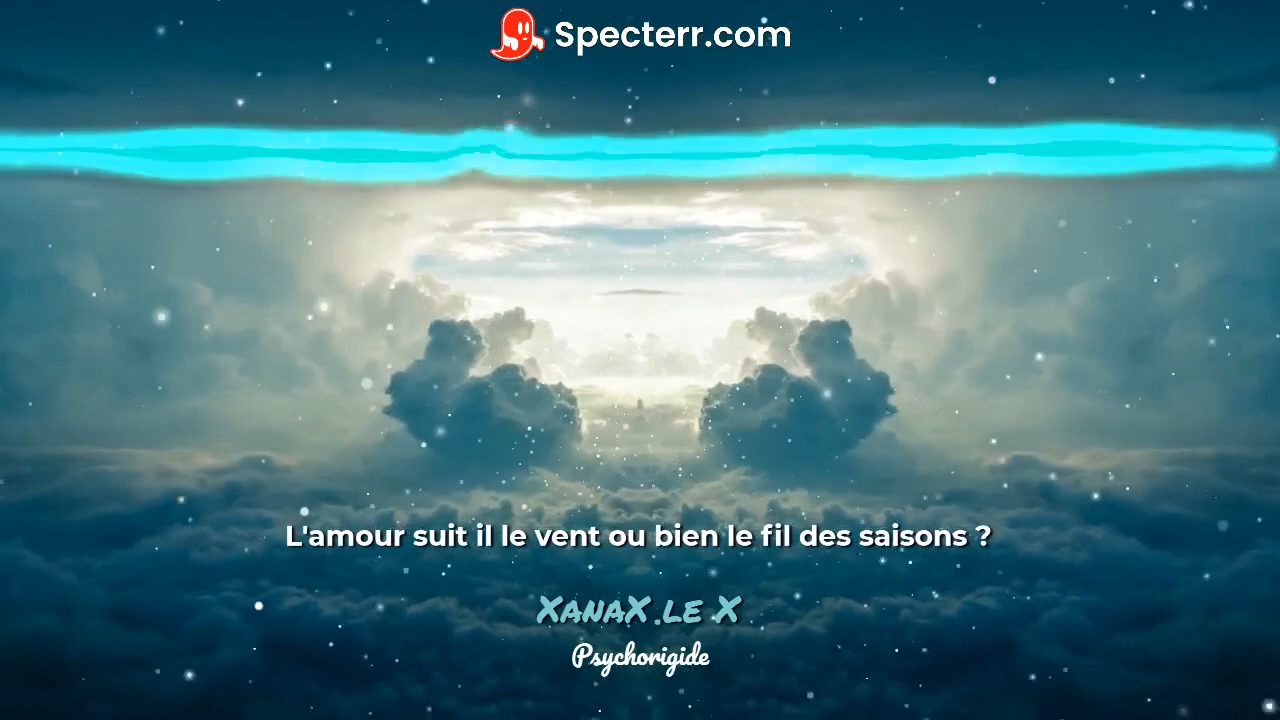 Specterr.com
L'amour suit il le vent ou bien le fil des saisons ?
XanaX.le X
Psychorigide